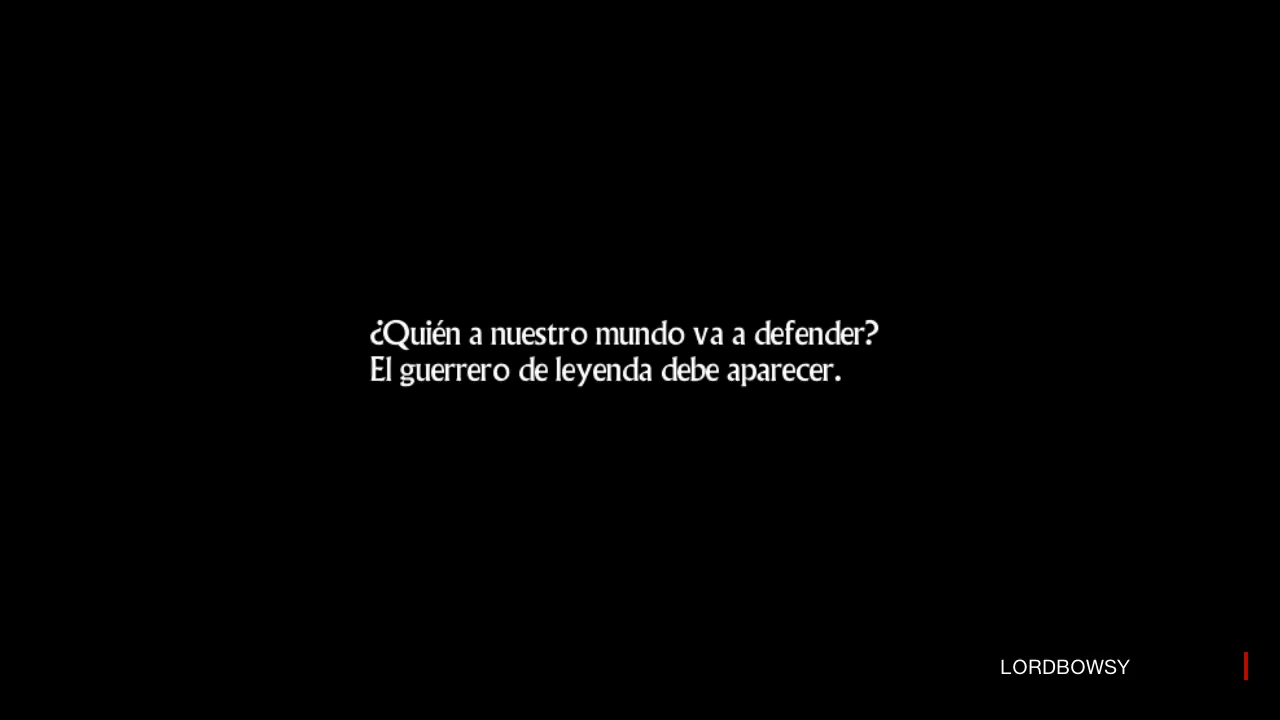 ¿Quién a nuestro mundo va a defender?
El guerrero de leyenda debe aparecer.
LORDBOWSY